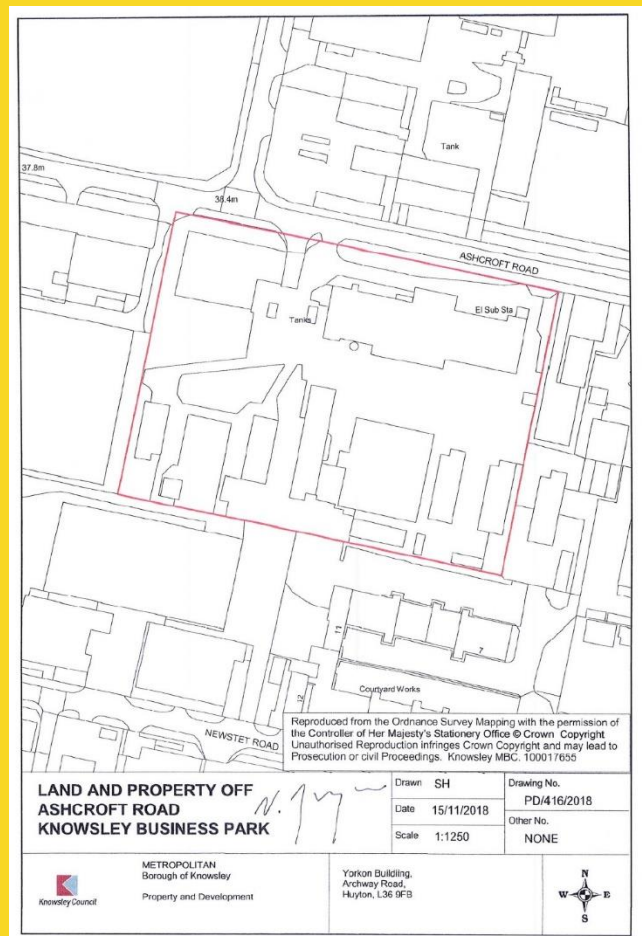 Tank
37.8m
38.4m
ASHCROFT ROAD
El Sub Sta
Tanks
11
7
Courtyard Works
12
NEWSTET ROAD
Reproduced from the Ordnance Survey Mapping with the permission of
the Controller of Her Majesty's Stationery Office © Crown Copyright
Unauthorised Reproduction infringes Crown Copyright and may lead to
Prosecution or civil Proceedings. Knowsley MBC. 100017655
LAND AND PROPERTY OFF
ASHCROFT ROAD
KNOWSLEY BUSINESS PARK
Drawn SH
Date 15/11/2018
Scale 1:1250
Drawing No.
PD/416/2018
Other No.
NONE
Knowsley Council
METROPOLITAN
Borough of Knowsley
Property and Development
Yorkon Building,
Archway Road,
Huyton, L36 9FB
N
W E
S